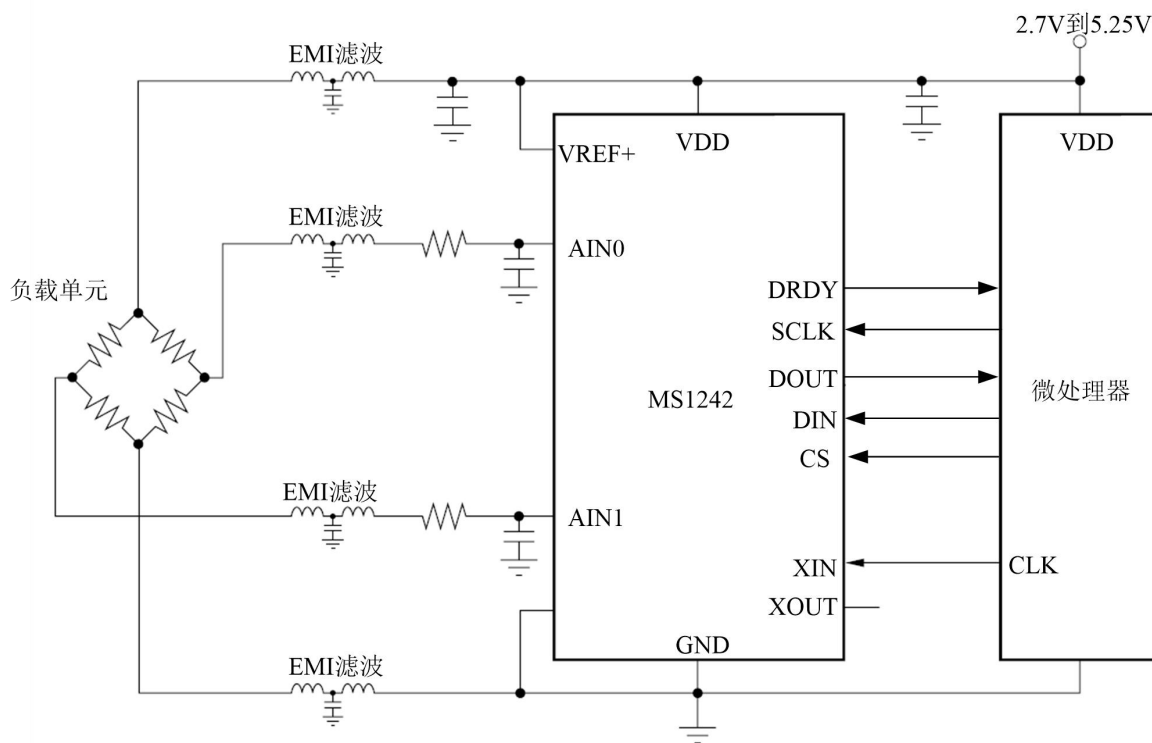 2.7V到5.25V
EMI滤波
VDD
VDD
VREF+
EMI滤波
AIN0
负载单元
DRDY
SCLK
DOUT
MS1242
微处理器
DIN
CS
EMI滤波
AIN1
XIN
CLK
XOUT
GND
EMI滤波